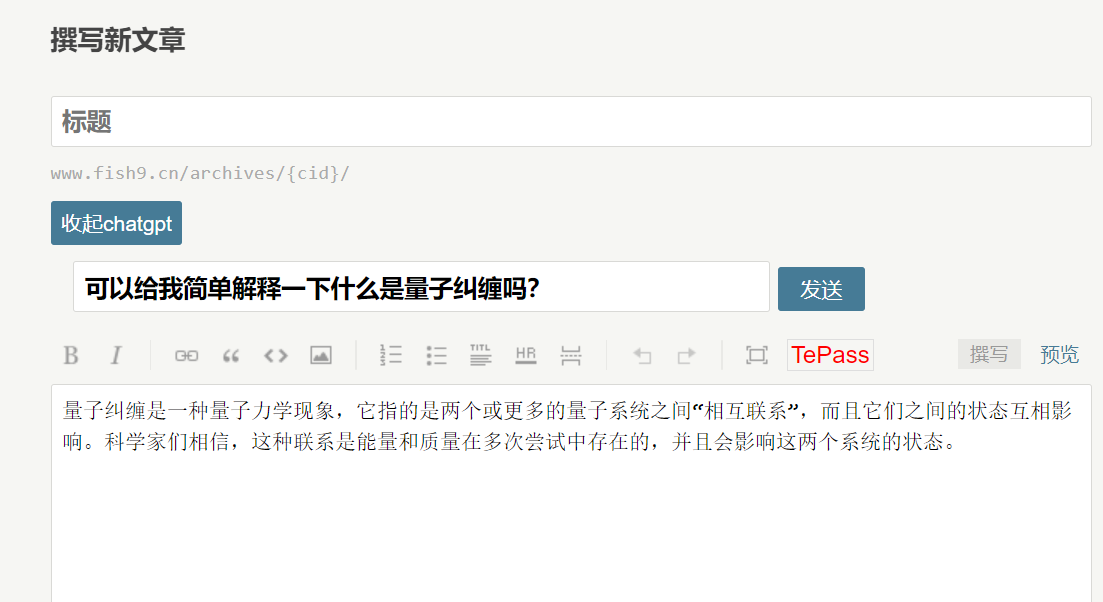 撰写新文章
标题
www.fish9.cn/archives/{cid}/
收起chatgpt
可以给我简单解释一下什么是量子纠缠吗?
发送
B I TITL HR TePass 撰写 预览
量子纠缠是一种量子力学现象，它指的是两个或更多的量子系统之间“相互联系”，而且它们之间的状态互相影
响。科学家们相信，这种联系是能量和质量在多次尝试中存在的，并且会影响这两个系统的状态。